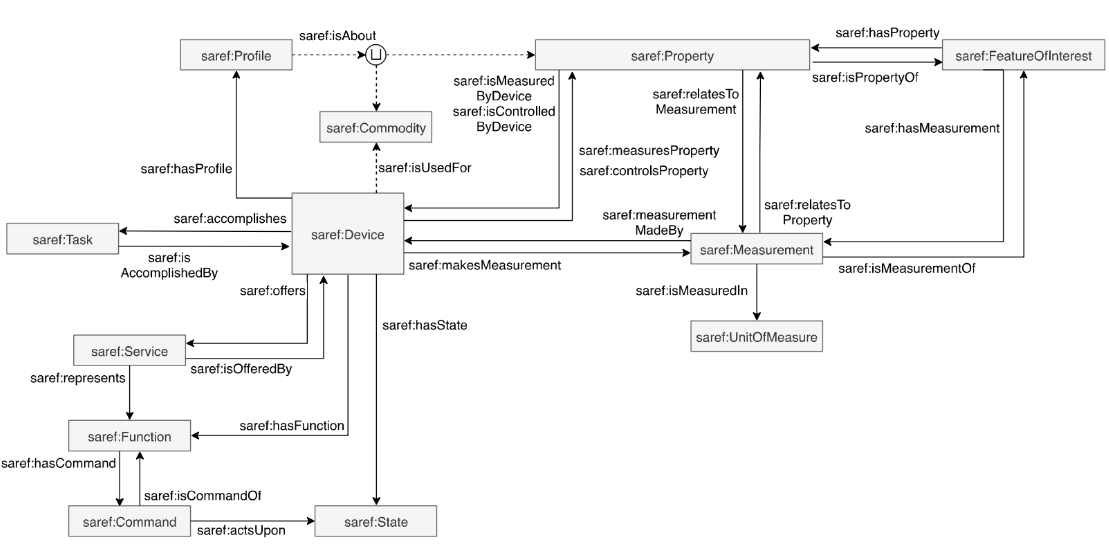 saref:isAbout
saref:hasProperty
saref:Profile
saref:Property
saref:FeatureOfInterest
saref:isMeasured
ByDevice
saref:isControlled
ByDevice
saref:relatesTo
Measurement
saref:isPropertyOf
saref:Commodity
saref:hasMeasurement
saref:measuresProperty
saref:controlsProperty
saref:hasProfile
saref:isUsedFor
saref:accomplishes
saref:measurement
MadeBy
saref:relatesTo
Property
saref:Task
saref:Device
saref:Measurement
saref:is
AccomplishedBy
saref:makesMeasurement
saref:isMeasurementOf
saref:offers
saref:isMeasuredIn
saref:hasState
saref:UnitOfMeasure
saref:Service
saref:isOfferedBy
saref:represents
saref:hasFunction
saref:Function
saref:hasCommand
saref:isCommandOf
saref:Command
saref:actsUpon
saref:State